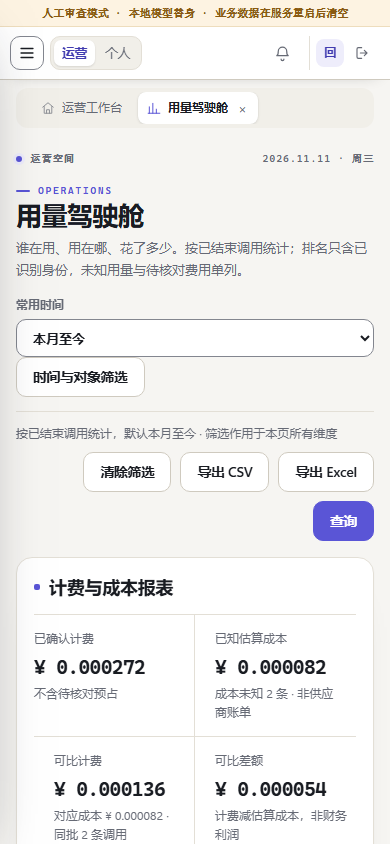 人工审查模式 · 本地模型替身 · 业务数据在服务重启后清空
运营 个人 回
运营工作台 用量驾驶舱 ×
运营空间 2026.11.11 · 周三
OPERATIONS
用量驾驶舱
谁在用、用在哪、花了多少。按已结束调用统计；排名只含已
识别身份，未知用量与待核对费用单列。
常用时间
本月至今
时间与对象筛选
按已结束调用统计，默认本月至今 · 筛选作用于本页所有维度
清除筛选 导出 CSV 导出 Excel
查询
计费与成本报表
已确认计费 已知估算成本
¥ 0.000272 ¥ 0.000082
不含待核对预占 成本未知 2 条 · 非供应
商账单
可比计费 可比差额
¥ 0.000136 ¥ 0.000054
对应成本 ¥ 0.000082 · 计费减估算成本，非财务
同批 2 条调用 利润